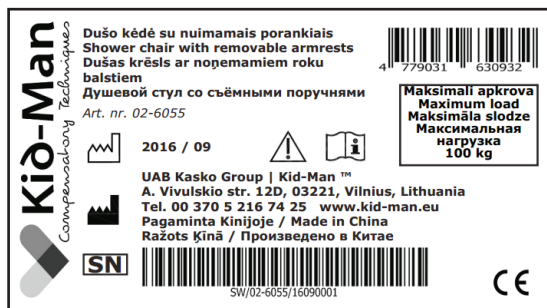 Kid-Man
Compensatory Techniques
Dušo kėdė su nuimamais porankiais
Shower chair with removable armrests
Dušas krēsls ar noņemamiem roku
balstiem
Душевой стул со съёмными поручнями
Art. nr. 02-6055
4 779031 630932
Maksimali apkrova
Maximum load
Maksimāla slodze
Максимальная
нагрузка
100 kg
2016 / 09
UAB Kasko Group | Kid-Man ™
A. Vivulskio str. 12D, 03221, Vilnius, Lithuania
Tel. 00 370 5 216 74 25 www.kid-man.eu
Pagaminta Kinijoje / Made in China
Ražots Ķīnā / Произведено в Китае
SN
SW/02-6055/16090001
CE